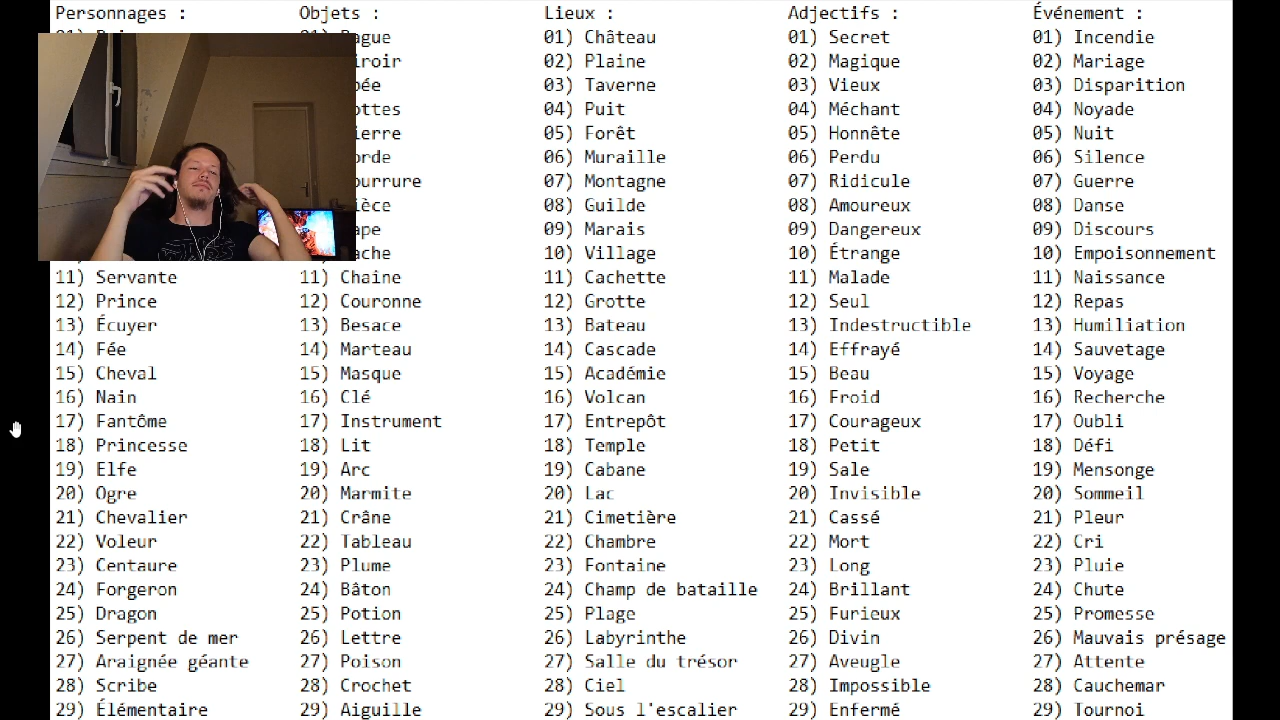 Personnages : Objets : Lieux : Adjectifs : Événement :
01) Château 01) Secret 01) Incendie
02) Plaine 02) Magique 02) Mariage
03) Taverne 03) Vieux 03) Disparition
04) Puit 04) Méchant 04) Noyade
05) Forêt 05) Honnête 05) Nuit
06) Muraille 06) Perdu 06) Silence
07) Montagne 07) Ridicule 07) Guerre
08) Guilde 08) Amoureux 08) Danse
09) Marais 09) Dangereux 09) Discours
10) Village 10) Étrange 10) Empoisonnement
11) Servante 11) Chaine 11) Cachette 11) Malade 11) Naissance
12) Prince 12) Couronne 12) Grotte 12) Seul 12) Repas
13) Écuyer 13) Besace 13) Bateau 13) Indestructible 13) Humiliation
14) Fée 14) Marteau 14) Cascade 14) Effrayé 14) Sauvetage
15) Cheval 15) Masque 15) Académie 15) Beau 15) Voyage
16) Nain 16) Clé 16) Volcan 16) Froid 16) Recherche
17) Fantôme 17) Instrument 17) Entrepôt 17) Courageux 17) Oubli
18) Princesse 18) Lit 18) Temple 18) Petit 18) Défi
19) Elfe 19) Arc 19) Cabane 19) Sale 19) Mensonge
20) Ogre 20) Marmite 20) Lac 20) Invisible 20) Sommeil
21) Chevalier 21) Crâne 21) Cimetière 21) Cassé 21) Pleur
22) Voleur 22) Tableau 22) Chambre 22) Mort 22) Cri
23) Centaure 23) Plume 23) Fontaine 23) Long 23) Pluie
24) Forgeron 24) Bâton 24) Champ de bataille 24) Brillant 24) Chute
25) Dragon 25) Potion 25) Plage 25) Furieux 25) Promesse
26) Serpent de mer 26) Lettre 26) Labyrinthe 26) Divin 26) Mauvais présage
27) Araignée géante 27) Poison 27) Salle du trésor 27) Aveugle 27) Attente
28) Scribe 28) Crochet 28) Ciel 28) Impossible 28) Cauchemar
29) Élémentaire 29) Aiguille 29) Sous l'escalier 29) Enfermé 29) Tournoi